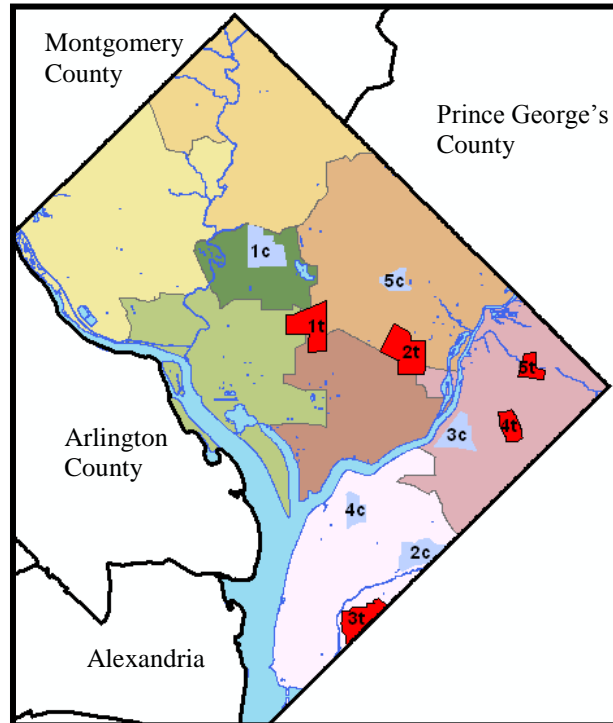 Montgomery
County
Prince George’s
County
1c
5c
1t
2t
5t
3c
4t
Arlington
County
4c
2c
3t
Alexandria